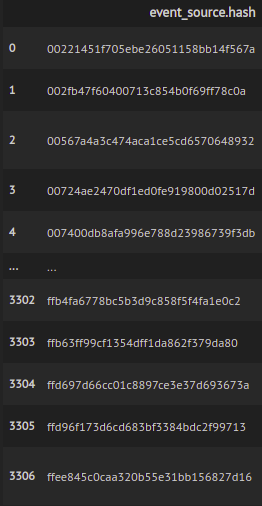 event_source.hash
0 00221451f705ebe26051158bb14f567a
1 002fb47f60400713c854b0f69ff78c0a
2 00567a4a3c474aca1ce5cd6570648932
3 00724ae2470df1ed0fe919800d02517d
4 007400db8afa996e788d23986739f3db
... ...
3302 ffb4fa6778bc5b3d9c858f5f4fa1e0c2
3303 ffb63ff99cf1354dff1da862f379da80
3304 ffd697d66cc01c8897ce3e37d693673a
3305 ffd96f173d6cd683bf3384bdc2f99713
3306 ffee845c0caa320b55e31bb156827d16